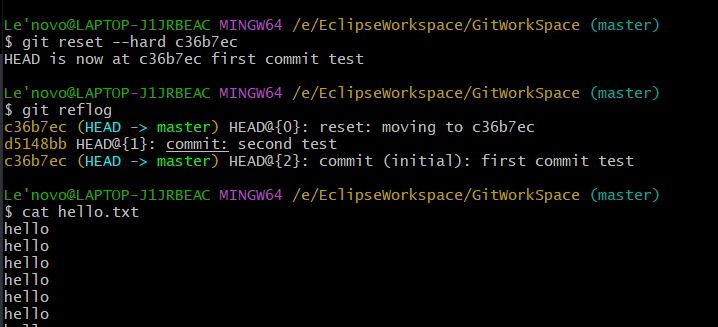 Le'novo@LAPTOP-J1JRBEAC MINGW64 /e/EclipseWorkspace/GitWorkSpace (master)
$ git reset --hard c36b7ec
HEAD is now at c36b7ec first commit test
Le'novo@LAPTOP-J1JRBEAC MINGW64 /e/EclipseWorkspace/GitWorkSpace (master)
$ git reflog
c36b7ec (HEAD -> master) HEAD@{0}: reset: moving to c36b7ec
d5148bb HEAD@{1}: commit: second test
c36b7ec (HEAD -> master) HEAD@{2}: commit (initial): first commit test
Le'novo@LAPTOP-J1JRBEAC MINGW64 /e/EclipseWorkspace/GitWorkSpace (master)
$ cat hello.txt
hello
hello
hello
hello
hello
hello